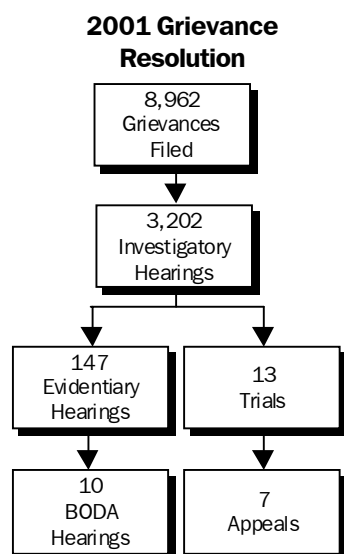 2001 Grievance
Resolution
8,962
Grievances
Filed
3,202
Investigatory
Hearings
147
Evidentiary
Hearings
13
Trials
10
BODA
Hearings
7
Appeals